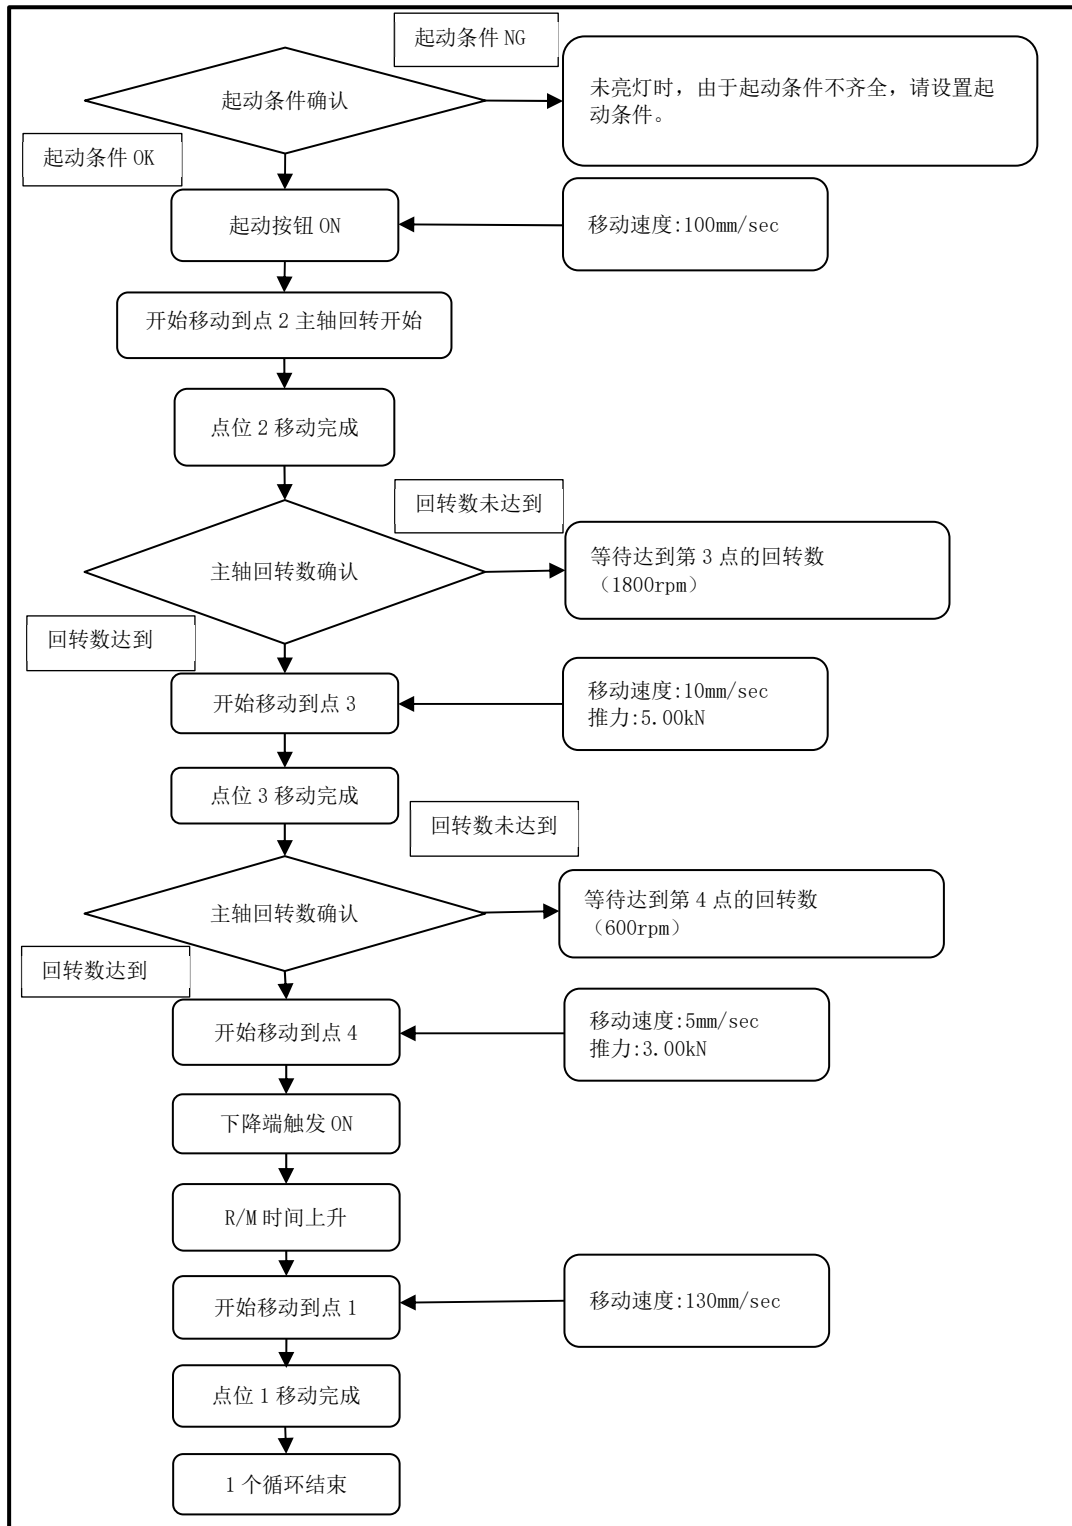 起动条件 NG
起动条件确认
未亮灯时，由于起动条件不齐全，请设置起
动条件。
起动条件 OK
起动按钮 ON
移动速度:100mm/sec
开始移动到点 2 主轴回转开始
点位 2 移动完成
回转数未达到
主轴回转数确认
等待达到第 3 点的回转数
（1800rpm）
回转数达到
开始移动到点 3
移动速度:10mm/sec
推力:5.00kN
点位 3 移动完成
回转数未达到
主轴回转数确认
等待达到第 4 点的回转数
（600rpm）
回转数达到
开始移动到点 4
移动速度:5mm/sec
推力:3.00kN
下降端触发 ON
R/M 时间上升
开始移动到点 1
移动速度:130mm/sec
点位 1 移动完成
1 个循环结束